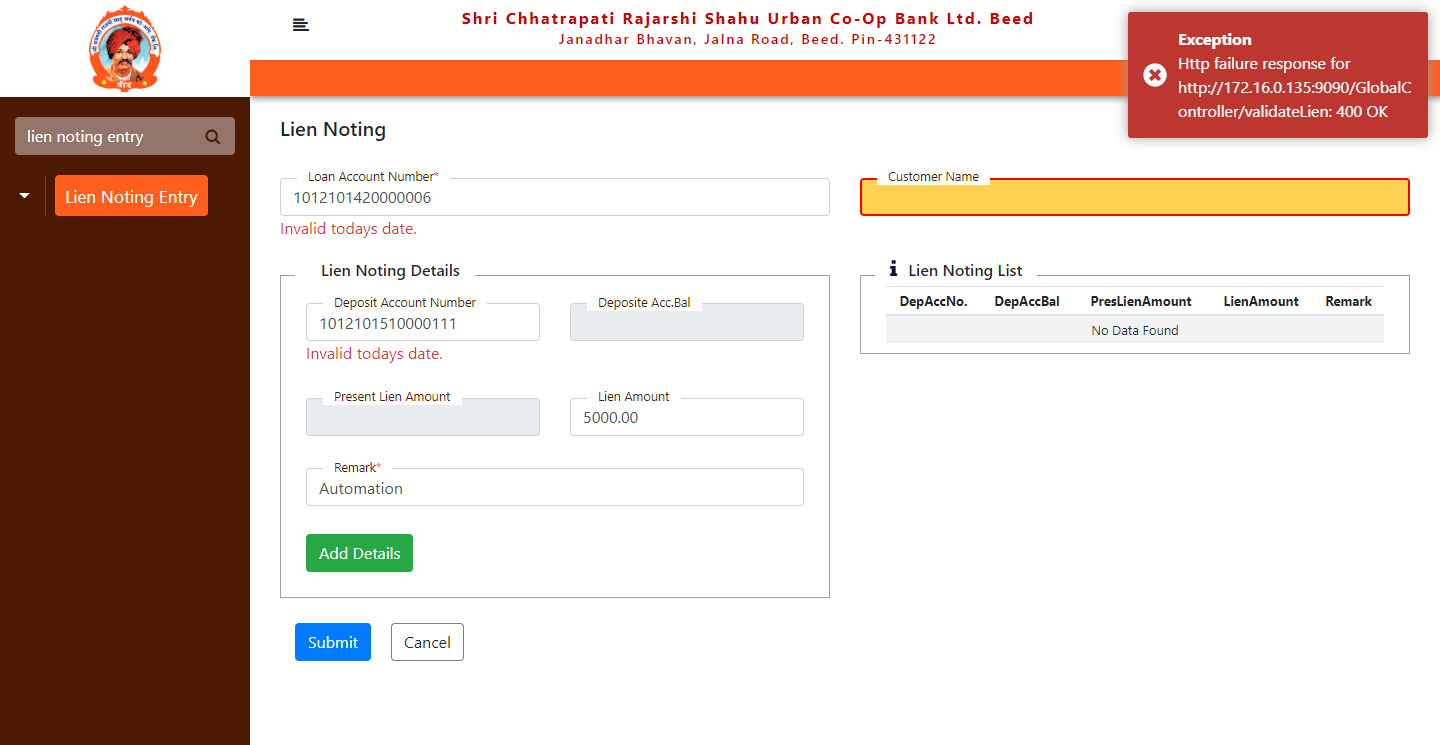 Shri Chhatrapati Rajarshi Shahu Urban Co-Op Bank Ltd. Beed
Janadhar Bhavan, Jalna Road, Beed. Pin-431122
Exception
Http failure response for
http://172.16.0.135:9090/GlobalC
ontroller/validateLien: 400 OK
बीड
lien noting entry
Lien Noting Entry
Lien Noting
Loan Account Number*
1012101420000006
Invalid todays date.
Customer Name
Lien Noting Details
Deposit Account Number
1012101510000111
Invalid todays date.
Deposite Acc.Bal
Present Lien Amount
Lien Amount
5000.00
Remark*
Automation
Add Details
Lien Noting List
DepAccNo. DepAccBal PresLienAmount LienAmount Remark
No Data Found
Submit Cancel